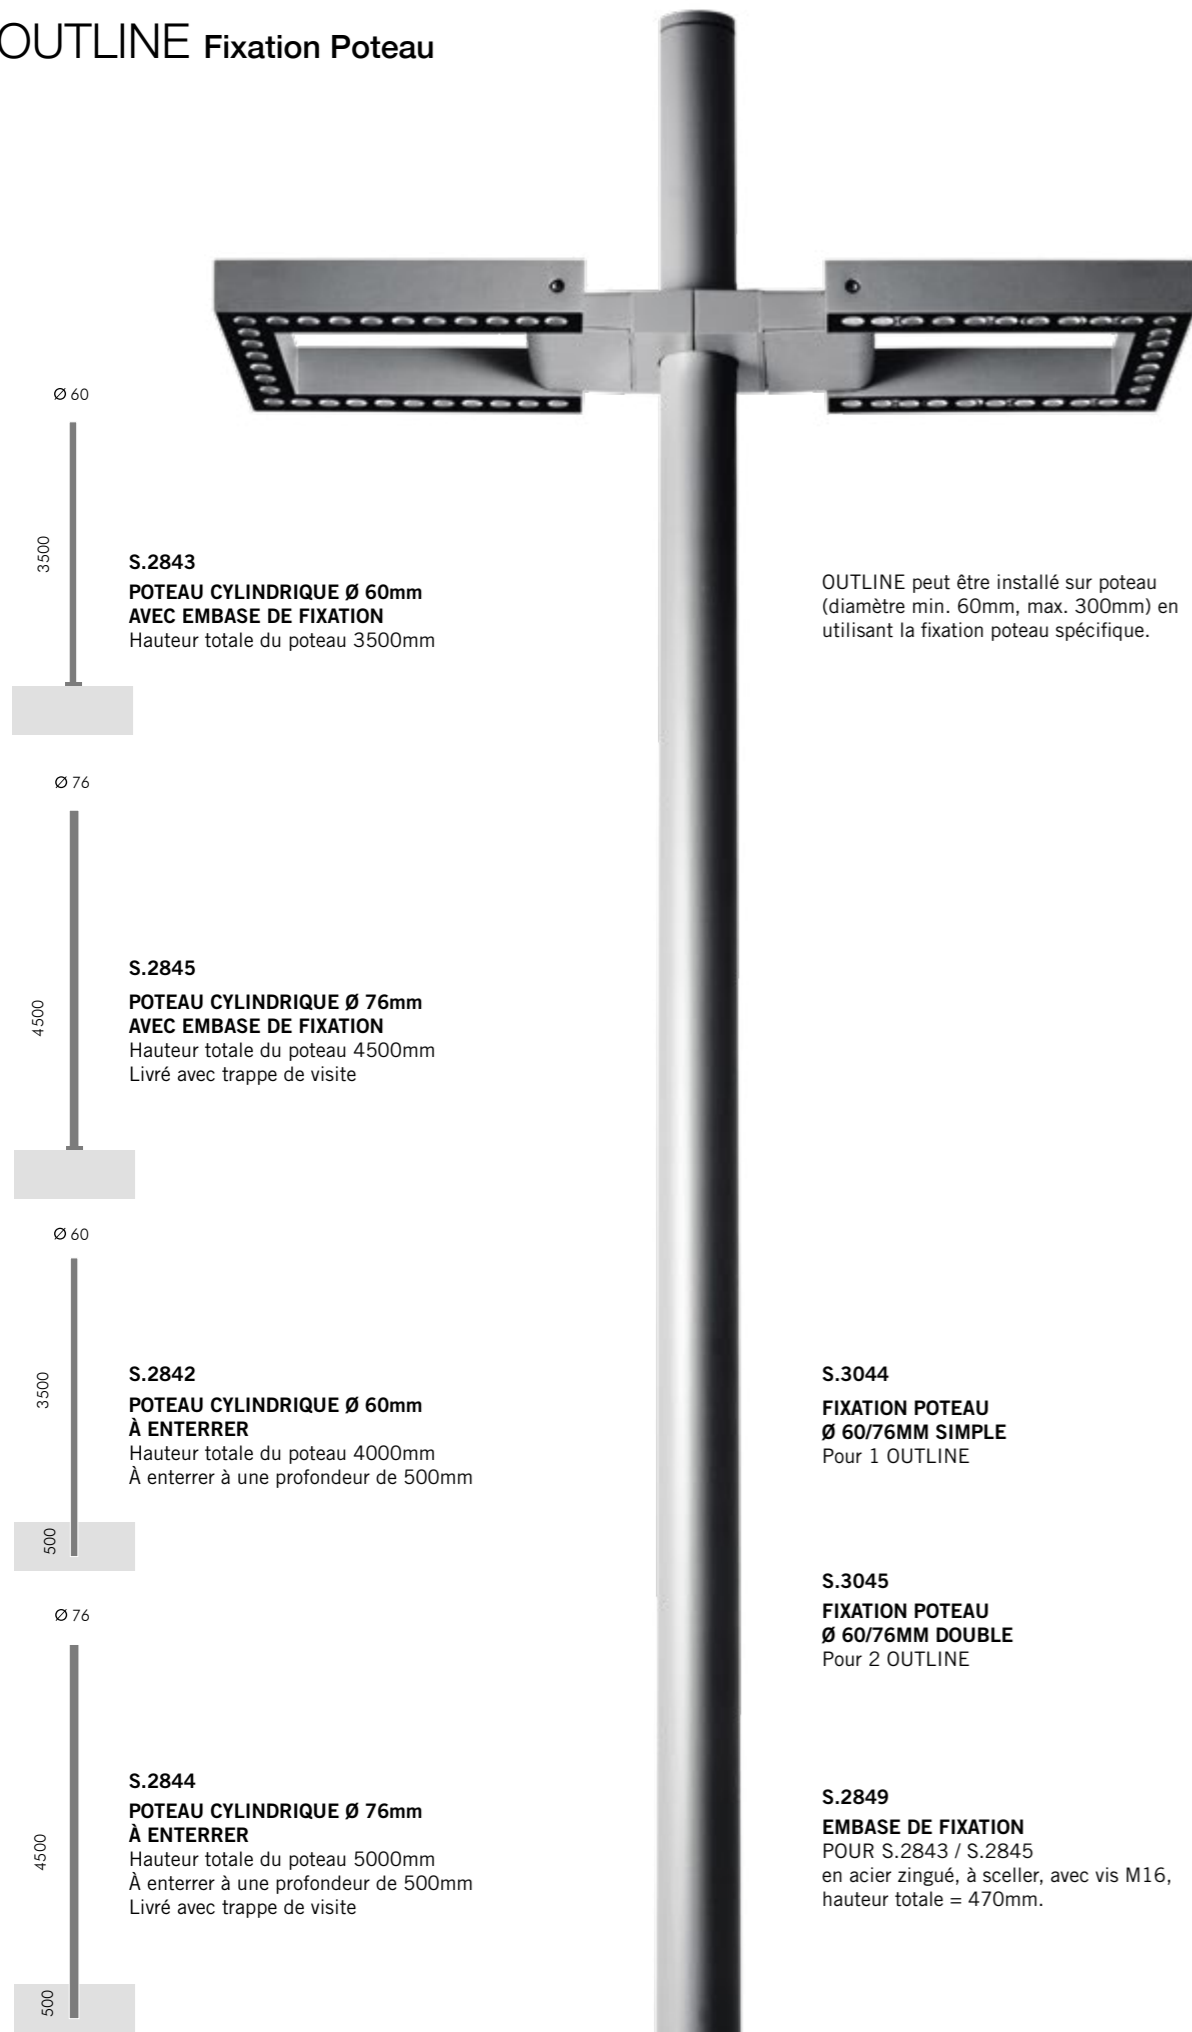 OUTLINE Fixation Poteau
Ø 60
3500
S.2843
POTEAU CYLINDRIQUE Ø 60mm
AVEC EMBASE DE FIXATION
Hauteur totale du poteau 3500mm
OUTLINE peut être installé sur poteau
(diamètre min. 60mm, max. 300mm) en
utilisant la fixation poteau spécifique.
Ø 76
4500
S.2845
POTEAU CYLINDRIQUE Ø 76mm
AVEC EMBASE DE FIXATION
Hauteur totale du poteau 4500mm
Livré avec trappe de visite
Ø 60
3500
500
S.2842
POTEAU CYLINDRIQUE Ø 60mm
À ENTERRER
Hauteur totale du poteau 4000mm
À enterrer à une profondeur de 500mm
S.3044
FIXATION POTEAU
Ø 60/76MM SIMPLE
Pour 1 OUTLINE
S.3045
FIXATION POTEAU
Ø 60/76MM DOUBLE
Pour 2 OUTLINE
Ø 76
4500
500
S.2844
POTEAU CYLINDRIQUE Ø 76mm
À ENTERRER
Hauteur totale du poteau 5000mm
À enterrer à une profondeur de 500mm
Livré avec trappe de visite
S.2849
EMBASE DE FIXATION
POUR S.2843 / S.2845
en acier zingué, à sceller, avec vis M16,
hauteur totale = 470mm.